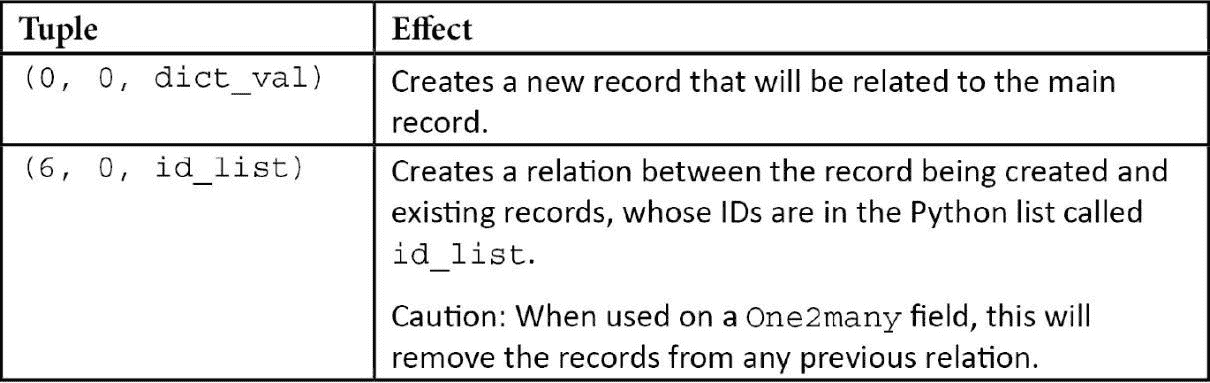 Tuple
Effect
(0, 0, dict_val)
Creates a new record that will be related to the main
record.
(6, 0, id_list)
Creates a relation between the record being created and
existing records, whose IDs are in the Python list called
id_list.
Caution: When used on a One2many field, this will
remove the records from any previous relation.